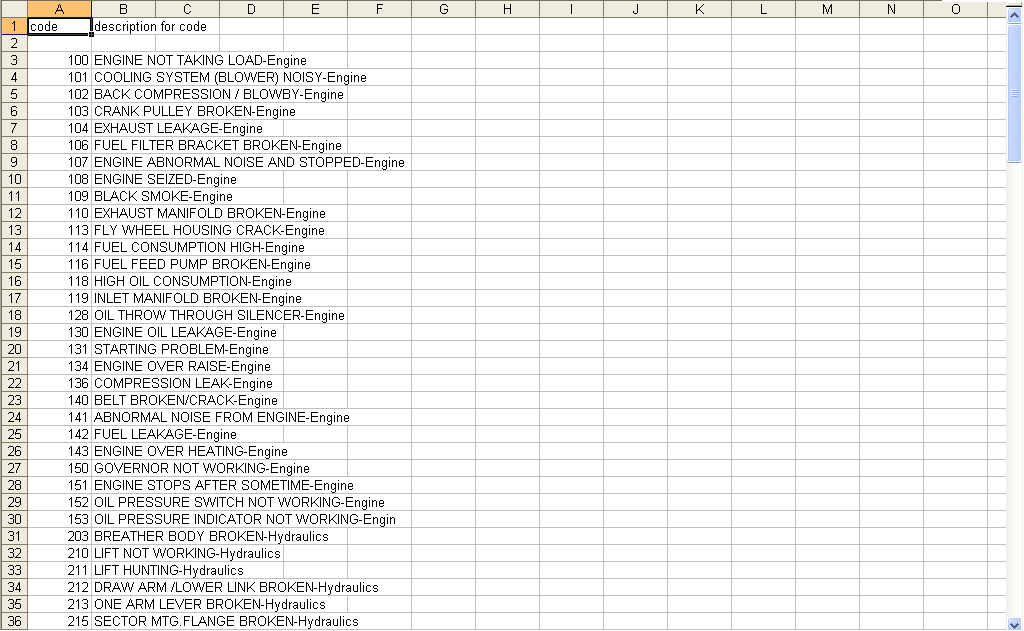 A B C D E F G H I J K L M N O
1 code description for code
2
3 100 ENGINE NOT TAKING LOAD-Engine
4 101 COOLING SYSTEM (BLOWER) NOISY-Engine
5 102 BACK COMPRESSION / BLOWBY-Engine
6 103 CRANK PULLEY BROKEN-Engine
7 104 EXHAUST LEAKAGE-Engine
8 106 FUEL FILTER BRACKET BROKEN-Engine
9 107 ENGINE ABNORMAL NOISE AND STOPPED-Engine
10 108 ENGINE SEIZED-Engine
11 109 BLACK SMOKE-Engine
12 110 EXHAUST MANIFOLD BROKEN-Engine
13 113 FLY WHEEL HOUSING CRACK-Engine
14 114 FUEL CONSUMPTION HIGH-Engine
15 116 FUEL FEED PUMP BROKEN-Engine
16 118 HIGH OIL CONSUMPTION-Engine
17 119 INLET MANIFOLD BROKEN-Engine
18 128 OIL THROW THROUGH SILENCER-Engine
19 130 ENGINE OIL LEAKAGE-Engine
20 131 STARTING PROBLEM-Engine
21 134 ENGINE OVER RAISE-Engine
22 136 COMPRESSION LEAK-Engine
23 140 BELT BROKEN/CRACK-Engine
24 141 ABNORMAL NOISE FROM ENGINE-Engine
25 142 FUEL LEAKAGE-Engine
26 143 ENGINE OVER HEATING-Engine
27 150 GOVERNOR NOT WORKING-Engine
28 151 ENGINE STOPS AFTER SOMETIME-Engine
29 152 OIL PRESSURE SWITCH NOT WORKING-Engine
30 153 OIL PRESSURE INDICATOR NOT WORKING-Engin
31 203 BREATHER BODY BROKEN-Hydraulics
32 210 LIFT NOT WORKING-Hydraulics
33 211 LIFT HUNTING-Hydraulics
34 212 DRAW ARM /LOWER LINK BROKEN-Hydraulics
35 213 ONE ARM LEVER BROKEN-Hydraulics
36 215 SECTOR MTG.FLANGE BROKEN-Hydraulics